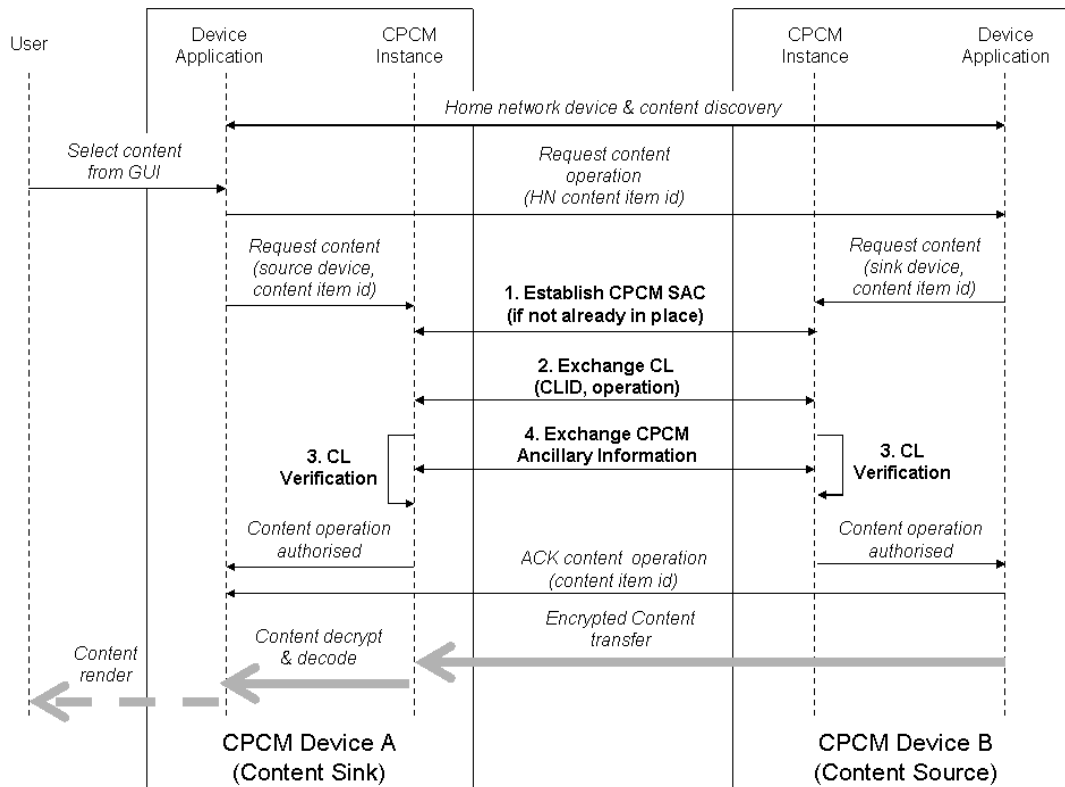 User
Device
Application
CPCM
Instance
CPCM
Instance
Device
Application
Home network device & content discovery
Select content
from GUI
Request content
operation
(HN content item id)
Request content
(source device,
content item id)
Request content
(sink device,
content item id)
1. Establish CPCM SAC
(if not already in place)
2. Exchange CL
(CLID, operation)
3. CL
Verification
4. Exchange CPCM
Ancillary Information
3. CL
Verification
Content operation
authorised
Content operation
authorised
ACK content operation
(content item id)
Encrypted Content
transfer
Content decrypt
& decode
Content
render
CPCM Device A
(Content Sink)
CPCM Device B
(Content Source)